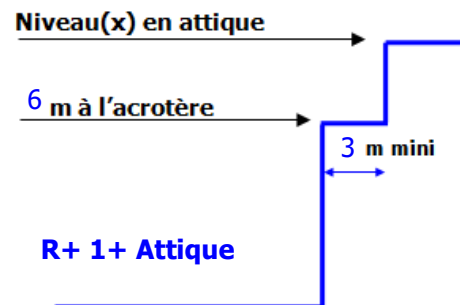 Niveau(x) en attique
6 m à l'acrotère
3 m mini
R+ 1+ Attique